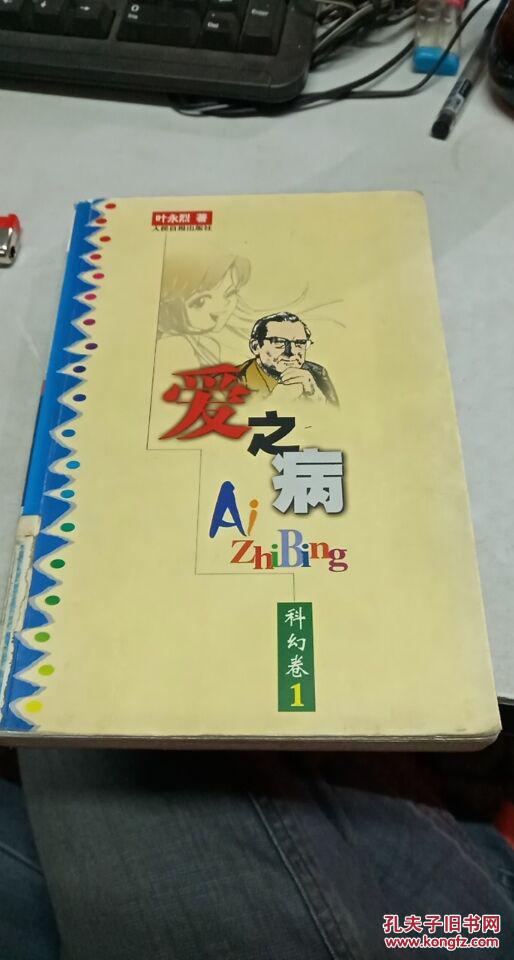 叶永烈 著
人民日报出版社
爱之病
Ai
ZhiBing
科幻卷1
孔夫子旧书网
www.kongfz.com